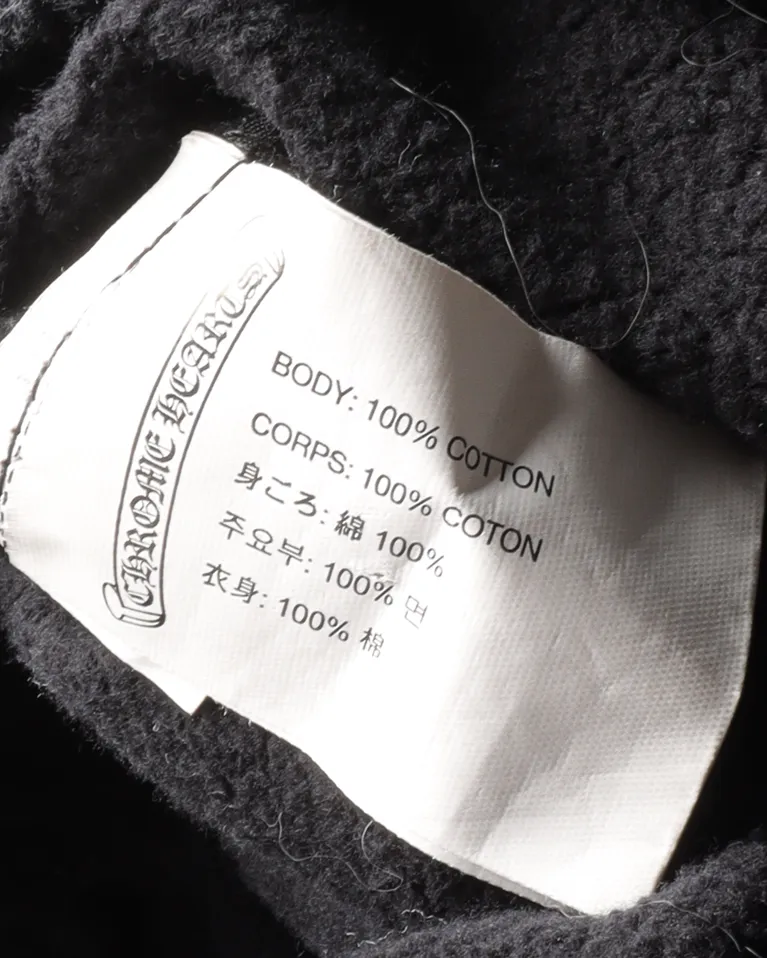 CHROME HEARTS
BODY: 100% COTTON
CORPS: 100% COTON
身ごろ: 綿 100%
주요부: 100% 면
衣身: 100% 棉